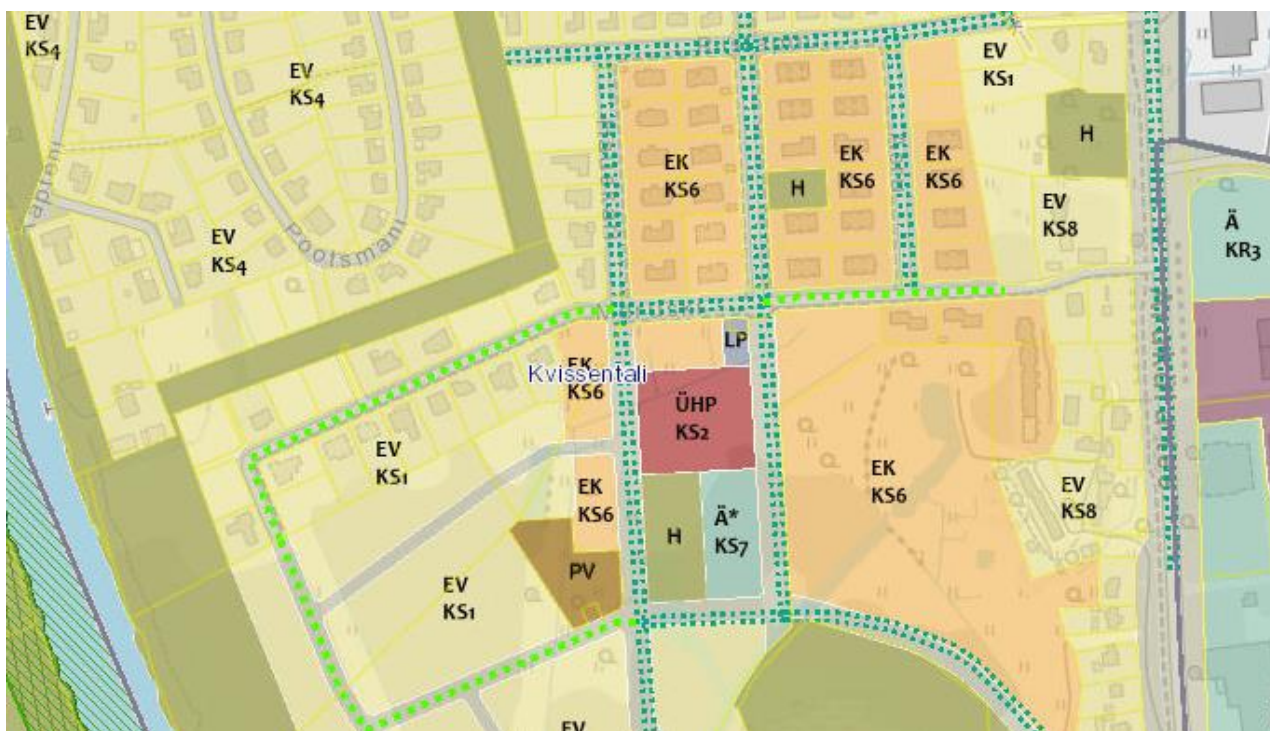 EV
KS4
EV
KS4
EV
KS1
H
EK
KS6
EK
KS6
EK
KS6
H
EV
KS8
Kapteni
Pootsmani
EV
KS4
Ä
KR3
LP
Kvissentali
EK
KS6
ÜHP
KS2
EV
KS1
EK
KS6
EK
KS6
EV
KS8
H
Ä*
KS7
PV
EV
KS1
EV